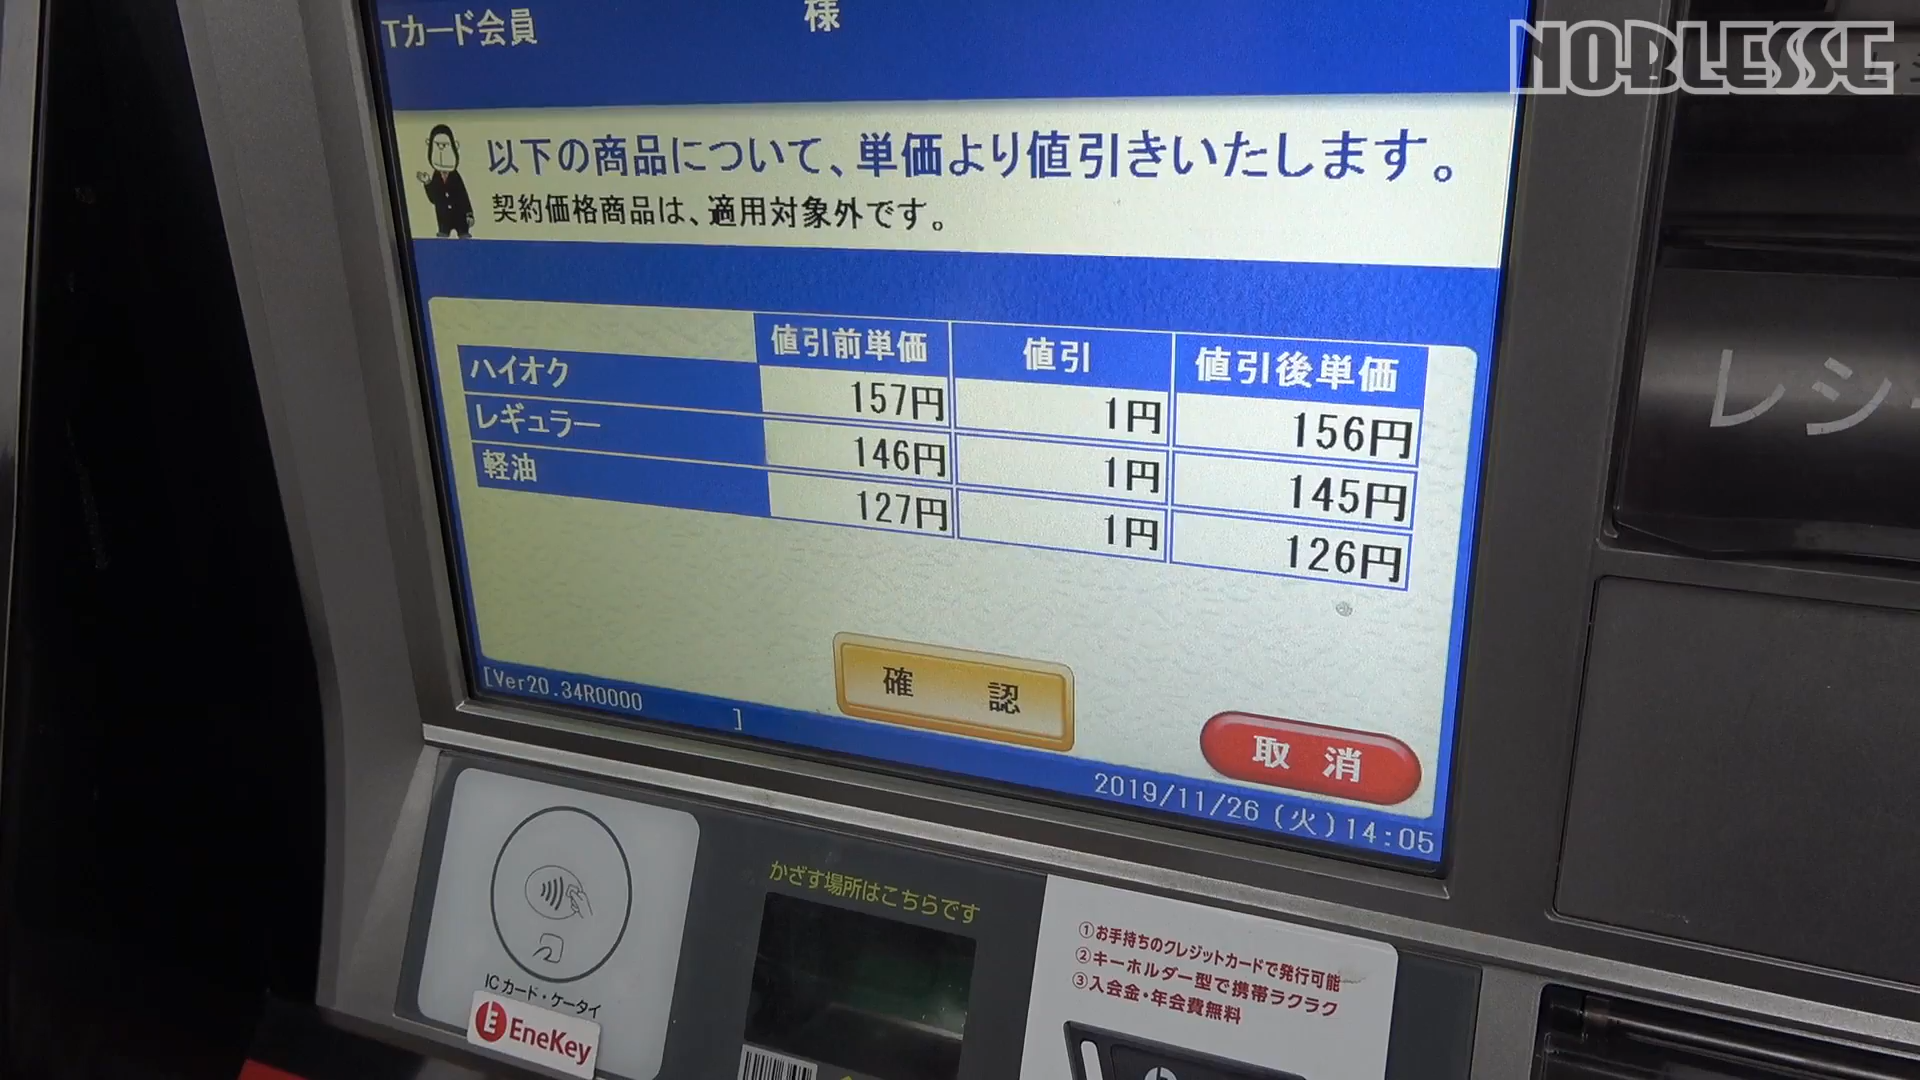 Tカード会員 様
NOBLESSE
以下の商品について、単価より値引きいたします。
契約価格商品は、適用対象外です。
値引前単価 値引 値引後単価
ハイオク 157円 1円 156円
レギュラー 146円 1円 145円
軽油 127円 1円 126円
確 認
取 消
[Ver20.34R0000 ]
2019/11/26 (火)14:05
レシ
かざす場所はこちらです
ICカード・ケータイ
EneKey
①お手持ちのクレジットカードで発行可能
②キーホルダー型で携帯ラクラク
③入会金・年会費無料